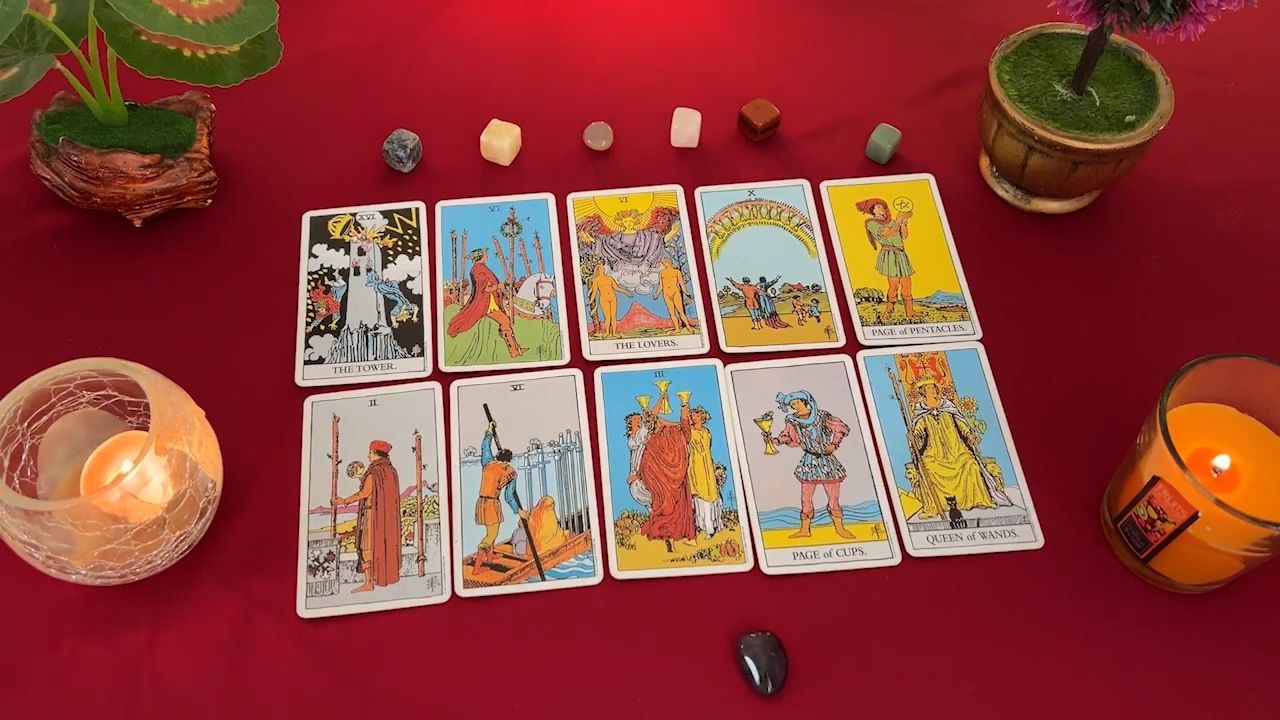 XVI
THE TOWER.
VI
VI
THE LOVERS.
X
PAGE of PENTACLES.
II
VI
III
PAGE of CUPS.
QUEEN of WANDS.